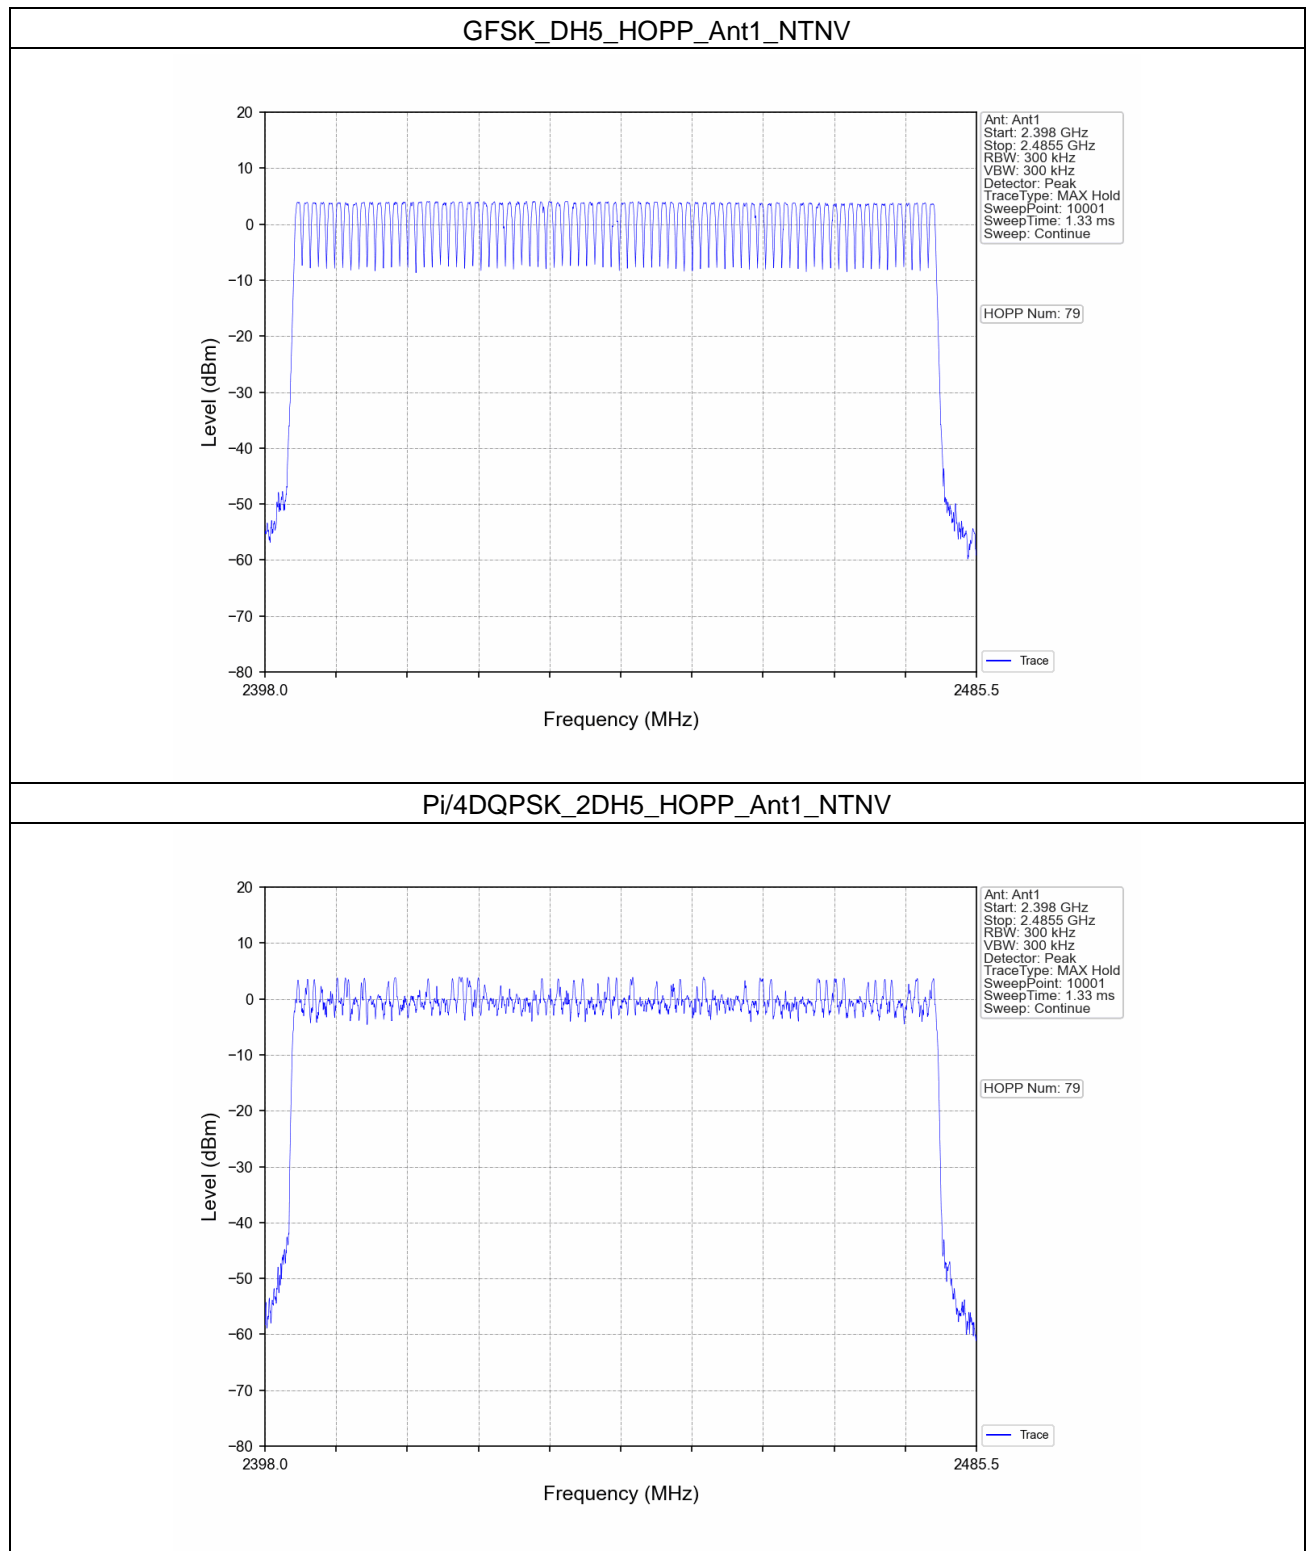 GFSK_DH5_HOPP_Ant1_NTNV
20
10
0
−10
−20
−30
−40
−50
−60
−70
−80
Level (dBm)
2398.0
2485.5
Frequency (MHz)
Ant: Ant1
Start: 2.398 GHz
Stop: 2.4855 GHz
RBW: 300 kHz
VBW: 300 kHz
Detector: Peak
TraceType: MAX Hold
SweepPoint: 10001
SweepTime: 1.33 ms
Sweep: Continue
HOPP Num: 79
Trace
Pi/4DQPSK_2DH5_HOPP_Ant1_NTNV
20
10
0
−10
−20
−30
−40
−50
−60
−70
−80
Level (dBm)
2398.0
2485.5
Frequency (MHz)
Ant: Ant1
Start: 2.398 GHz
Stop: 2.4855 GHz
RBW: 300 kHz
VBW: 300 kHz
Detector: Peak
TraceType: MAX Hold
SweepPoint: 10001
SweepTime: 1.33 ms
Sweep: Continue
HOPP Num: 79
Trace